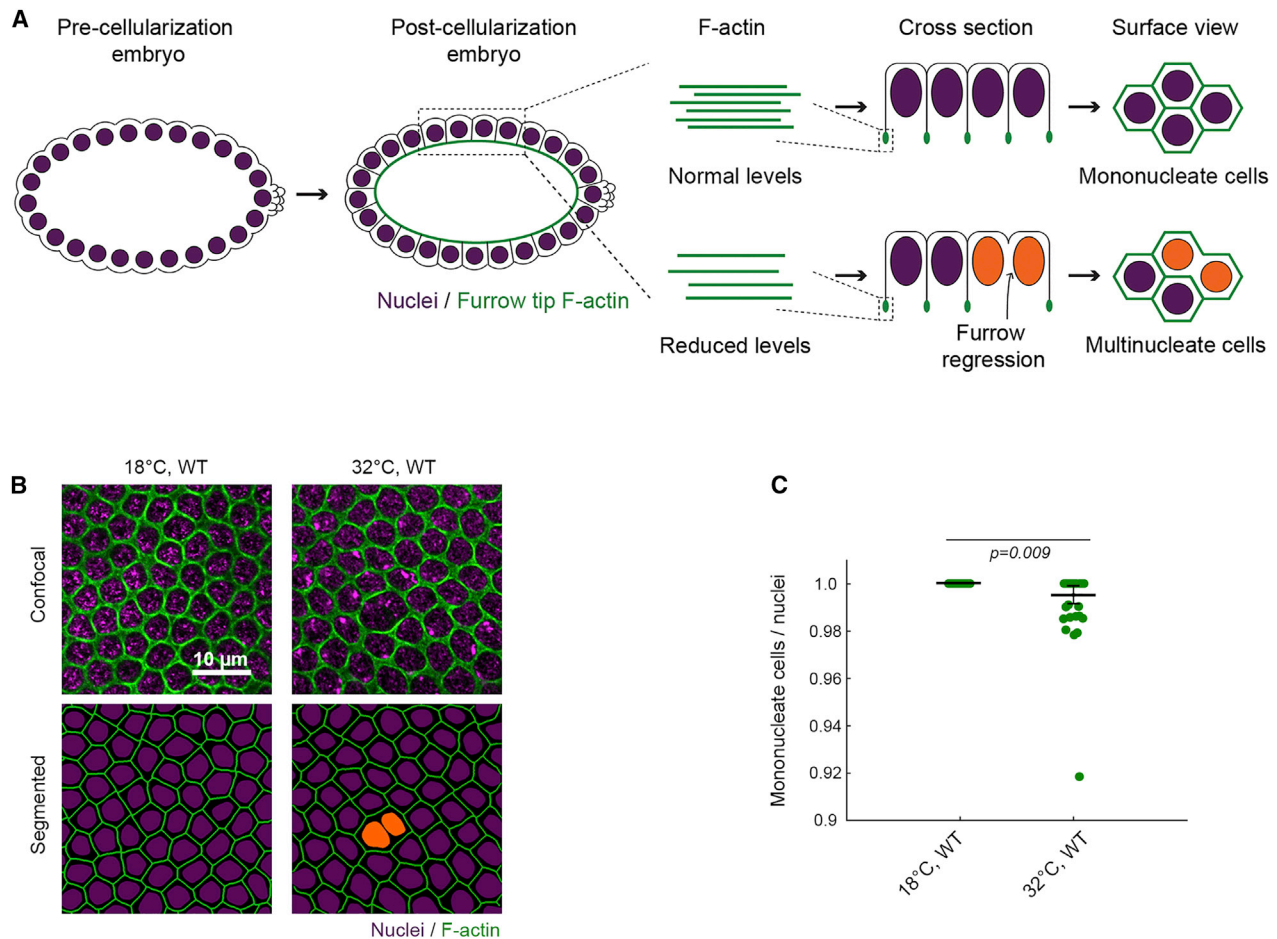 A
Pre-cellularization
embryo
Post-cellularization
embryo
F-actin
Cross section
Surface view
Normal levels
Mononucleate cells
Nuclei / Furrow tip F-actin
Reduced levels
Furrow
regression
Multinucleate cells
B
18°C, WT
32°C, WT
Confocal
10 µm
Segmented
Nuclei / F-actin
C
p=0.009
Mononucleate cells / nuclei
1.0
0.98
0.96
0.94
0.92
0.9
18°C, WT
32°C, WT